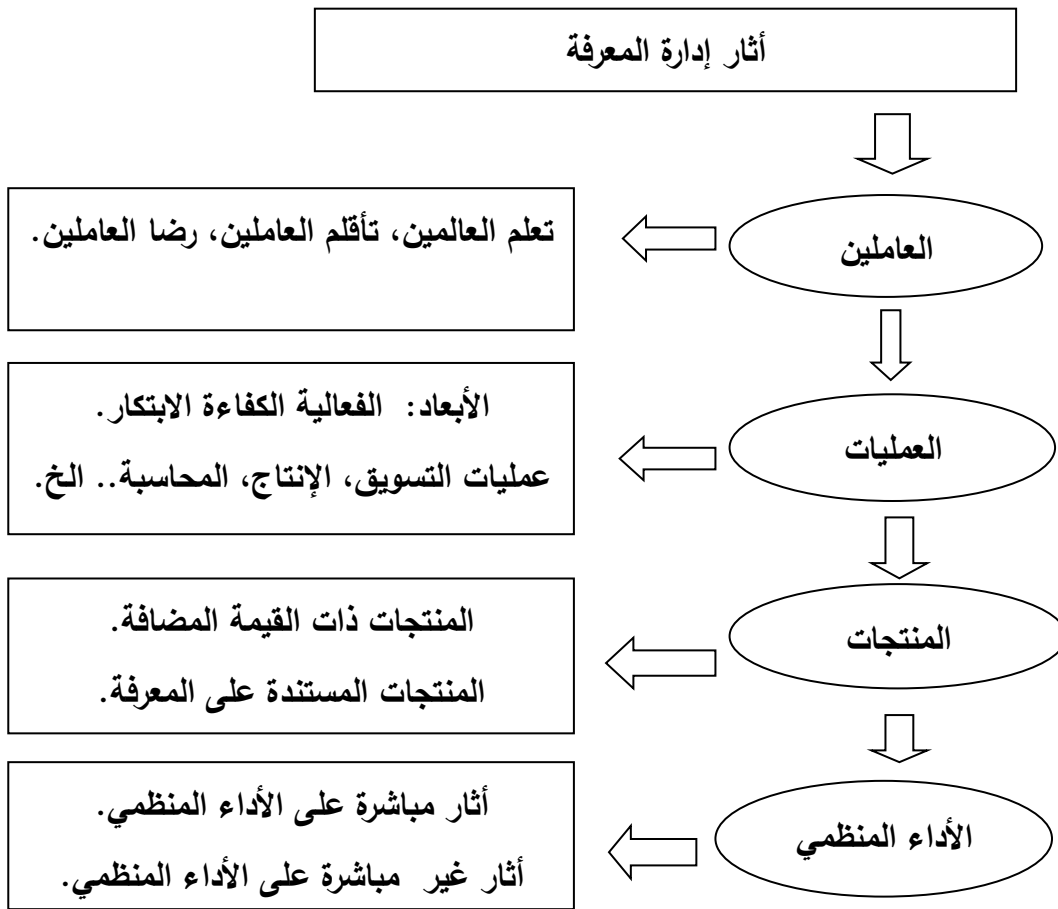 أثار إدارة المعرفة
العاملين
تعلم العالمين، تأقلم العاملين، رضا العاملين.
العمليات
الأبعاد: الفعالية الكفاءة الابتكار.
عمليات التسويق، الإنتاج، المحاسبة.. الخ.
المنتجات
المنتجات ذات القيمة المضافة.
المنتجات المستندة على المعرفة.
الأداء المنظمي
أثار مباشرة على الأداء المنظمي.
أثار غير مباشرة على الأداء المنظمي.